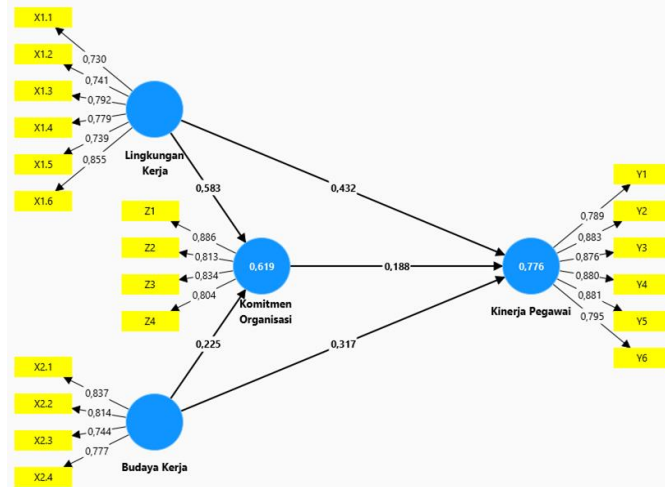 X1.1
X1.2
X1.3
X1.4
X1.5
X1.6
0,730
0,741
0,792
0,779
0,739
0,855
Lingkungan
Kerja
0,583
0,432
Z1
Z2
Z3
Z4
0,886
0,813
0,834
0,804
0,619
Komitmen
Organisasi
0,188
0,776
Kinerja Pegawai
0,789
0,883
0,876
0,880
0,881
0,795
Y1
Y2
Y3
Y4
Y5
Y6
0,225
0,317
X2.1
X2.2
X2.3
X2.4
0,837
0,814
0,744
0,777
Budaya Kerja